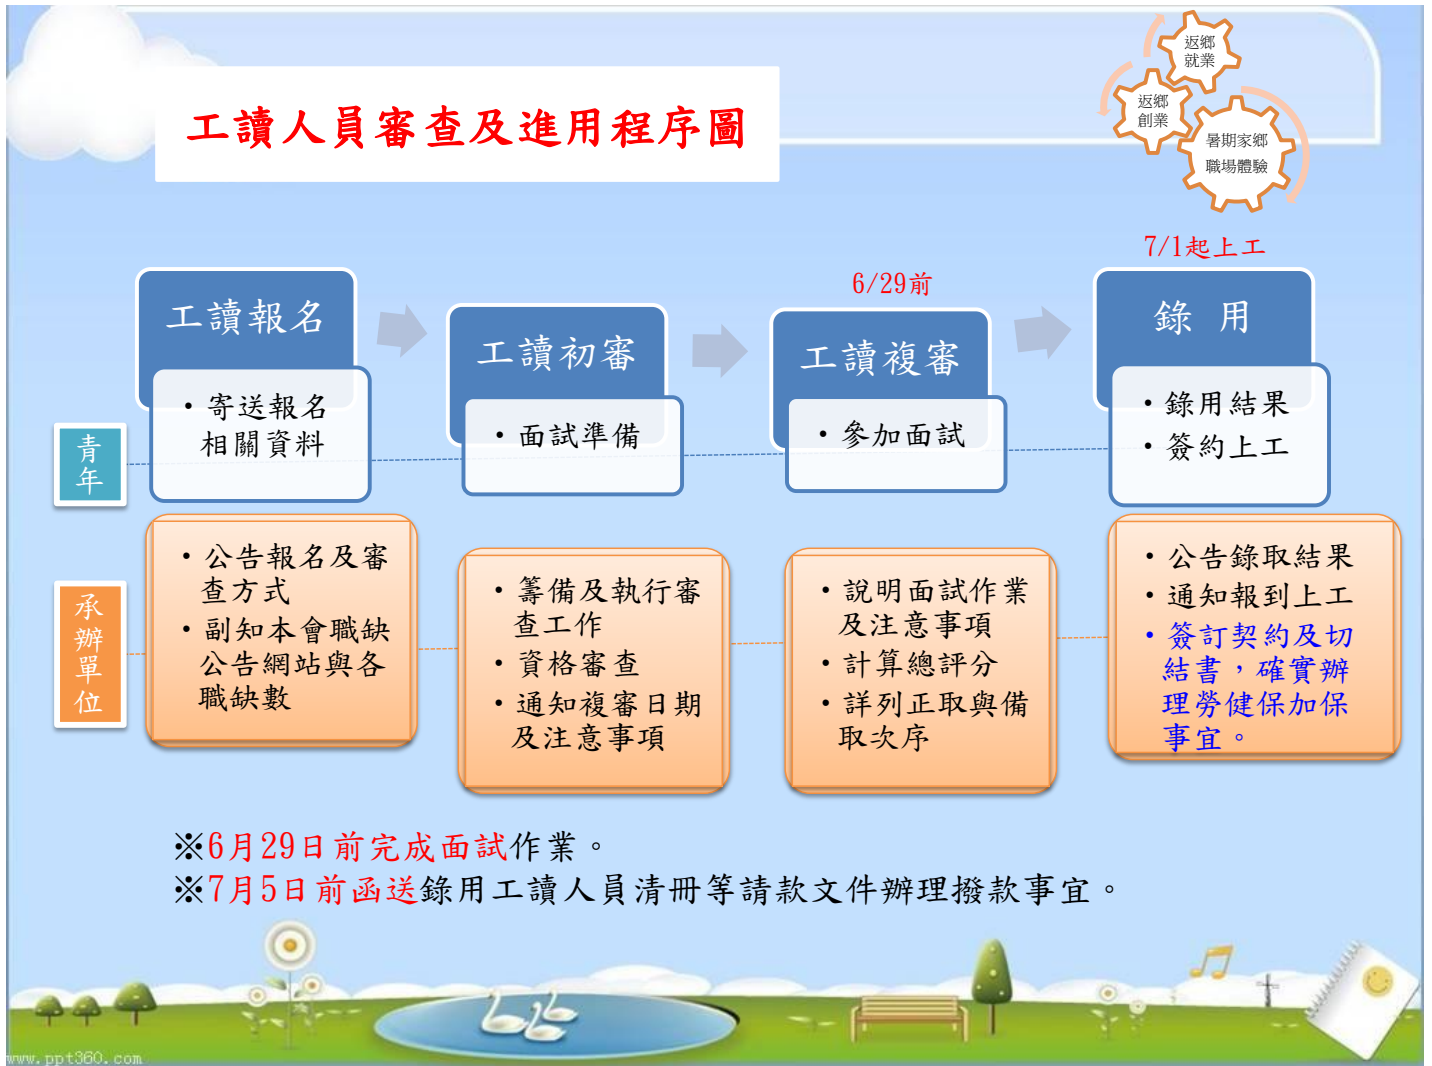 返鄉
就業
返鄉
創業
暑期家鄉
職場體驗
工讀人員審查及進用程序圖
7/1起上工
6/29前
工讀報名
工讀初審
工讀複審
錄 用
青年
•寄送報名
相關資料
•面試準備
•參加面試
•錄用結果
•簽約上工
承辦單位
•公告報名及審
查方式
•副知本會職缺
公告網站與各
職缺數
•籌備及執行審
查工作
•資格審查
•通知複審日期
及注意事項
•說明面試作業
及注意事項
•計算總評分
•詳列正取與備
取次序
•公告錄取結果
•通知報到上工
•簽訂契約及切
結書，確實辦
理勞健保加保
事宜。
※6月29日前完成面試作業。
※7月5日前函送錄用工讀人員清冊等請款文件辦理撥款事宜。
www.ppt360.com